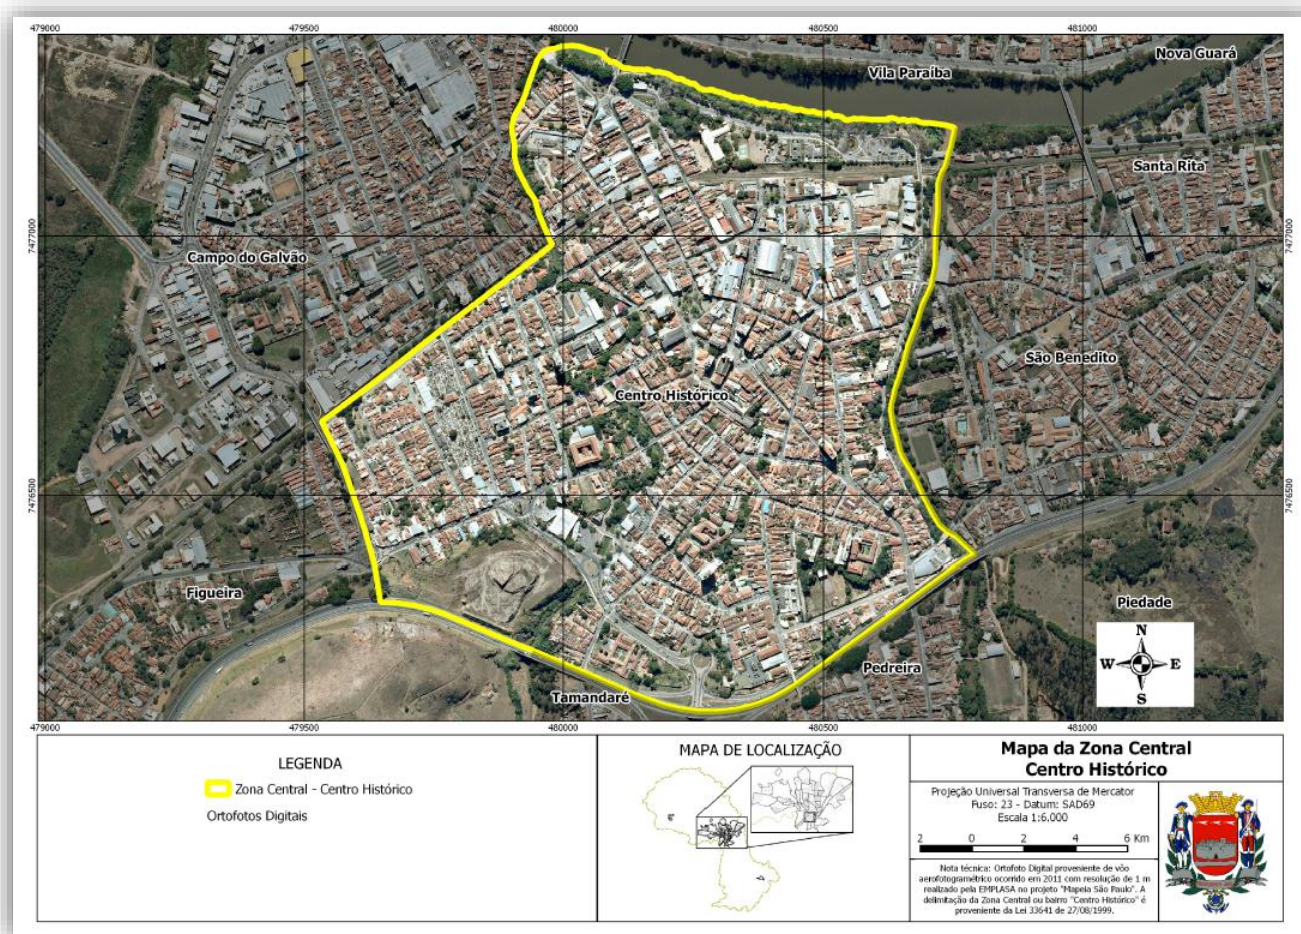 479000 479500 480000 480500 481000
Nova Guará
Vila Paraíba
Santa Rita
7477000 7477000
Campo do Galvão
São Benedito
Centro Histórico
7476500 7476500
Figueira
Piedade
N
W E
S
Pedreira
Tamandaré
479000 479500 480000 480500 481000
LEGENDA
Zona Central - Centro Histórico
Ortofotos Digitais
MAPA DE LOCALIZAÇÃO
Mapa da Zona Central
Centro Histórico
Projeção Universal Transversa de Mercator
Fuso: 23 - Datum: SAD69
Escala 1:6.000
2 0 2 4 6 Km
Nota técnica: Ortofoto Digital proveniente de vôo
aerofotogramétrico ocorrido em 2011 com resolução de 1 m
realizado pela EMPLASA no projeto "Mapeia São Paulo". A
delimitação da Zona Central ou bairro "Centro Histórico" é
proveniente da Lei 33641 de 27/08/1999.